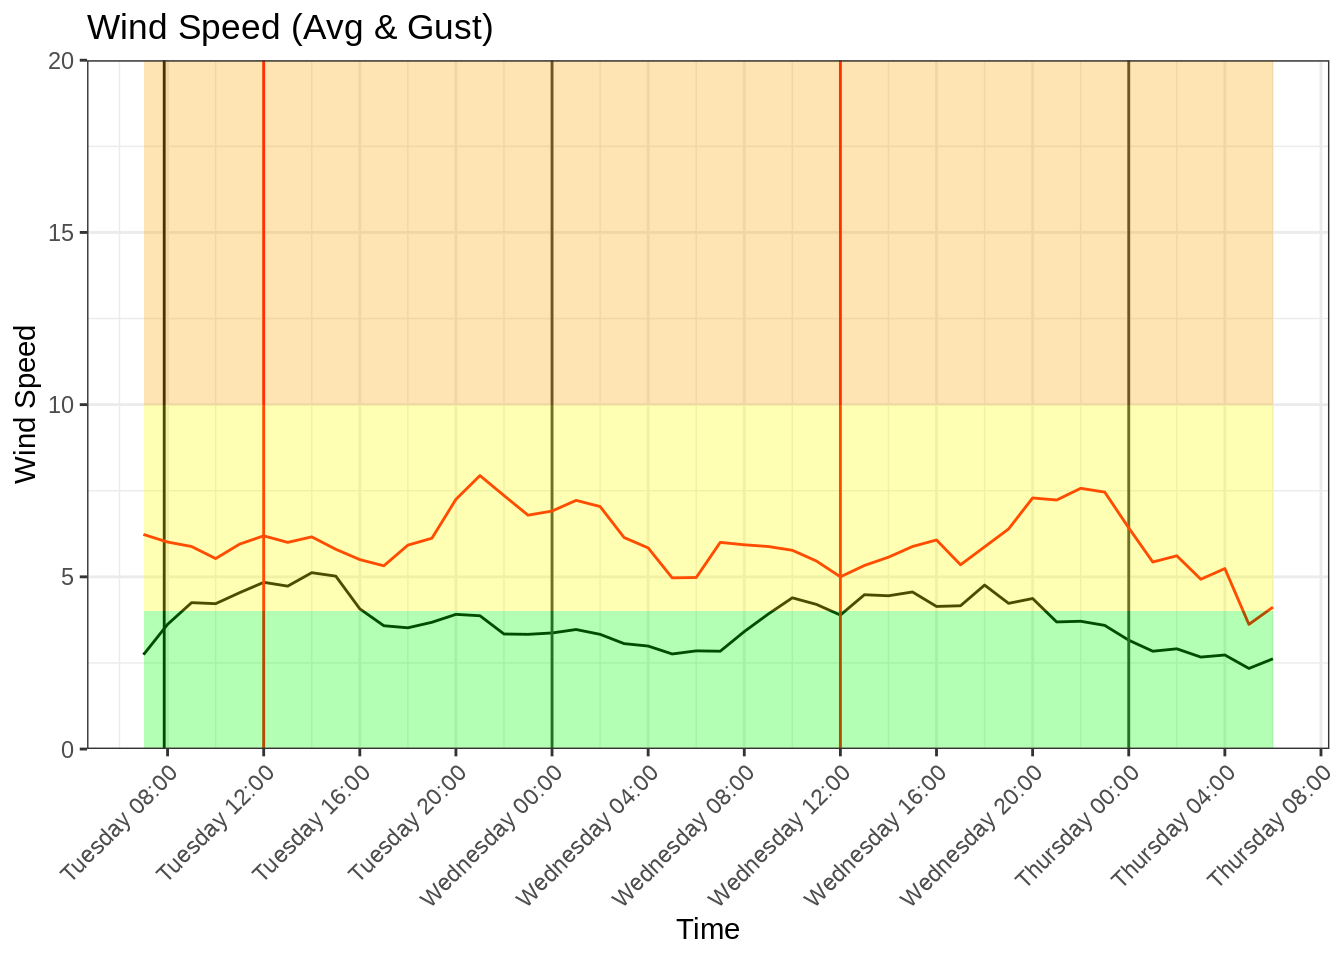 Wind Speed (Avg & Gust)
20
15
10
5
0
Wind Speed
Tuesday 08:00
Tuesday 12:00
Tuesday 16:00
Tuesday 20:00
Wednesday 00:00
Wednesday 04:00
Wednesday 08:00
Wednesday 12:00
Wednesday 16:00
Wednesday 20:00
Thursday 00:00
Thursday 04:00
Thursday 08:00
Time